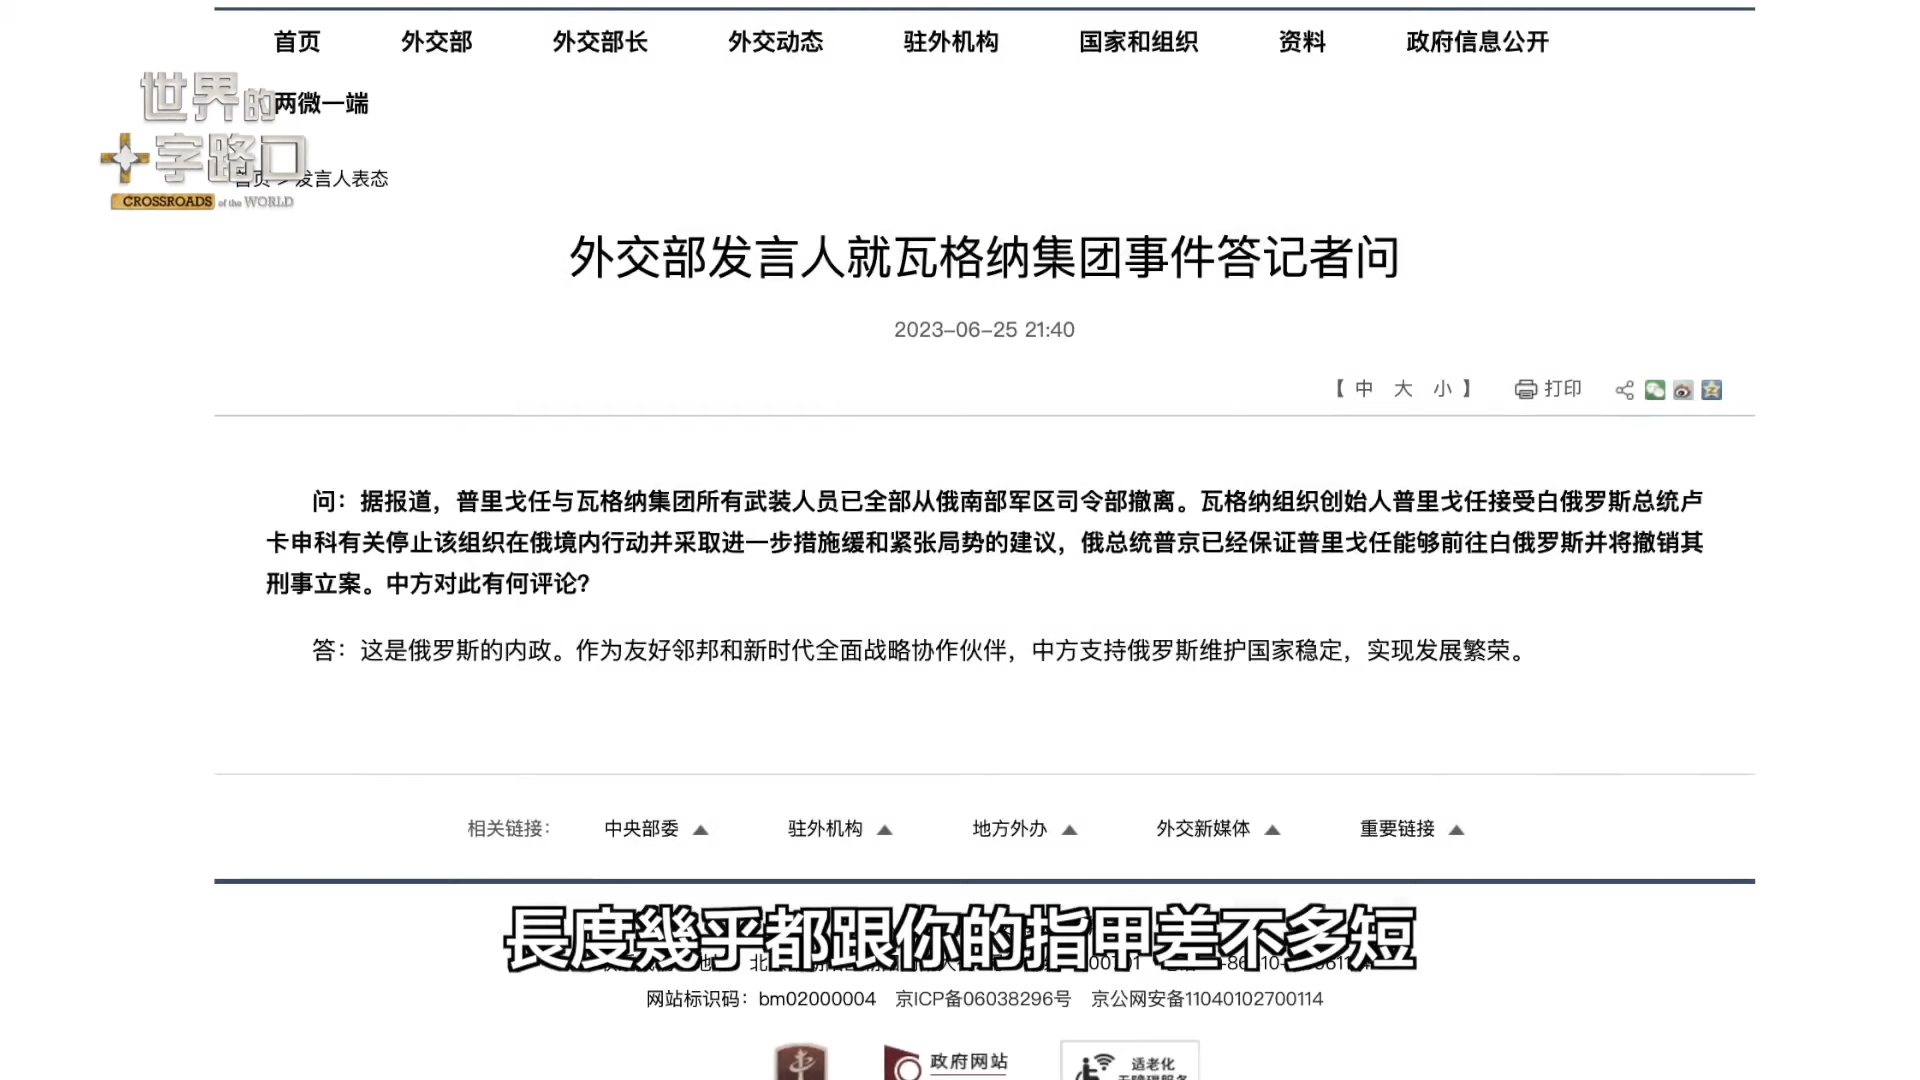 首页 外交部 外交部长 外交动态 驻外机构 国家和组织 资料 政府信息公开
两微一端
世界的
十字路口
CROSSROADS of the WORLD
首页 > 发言人表态
外交部发言人就瓦格纳集团事件答记者问
2023-06-25 21:40
【 中 大 小 】 打印
问：据报道，普里戈任与瓦格纳集团所有武装人员已全部从俄南部军区司令部撤离。瓦格纳组织创始人普里戈任接受白俄罗斯总统卢
卡申科有关停止该组织在俄境内行动并采取进一步措施缓和紧张局势的建议，俄总统普京已经保证普里戈任能够前往白俄罗斯并将撤销其
刑事立案。中方对此有何评论？
答：这是俄罗斯的内政。作为友好邻邦和新时代全面战略协作伙伴，中方支持俄罗斯维护国家稳定，实现发展繁荣。
相关链接： 中央部委 驻外机构 地方外办 外交新媒体 重要链接
長度幾乎都跟你的指甲差不多短
网站标识码：bm02000004 京ICP备06038296号 京公网安备11040102700114
政府网站
适老化